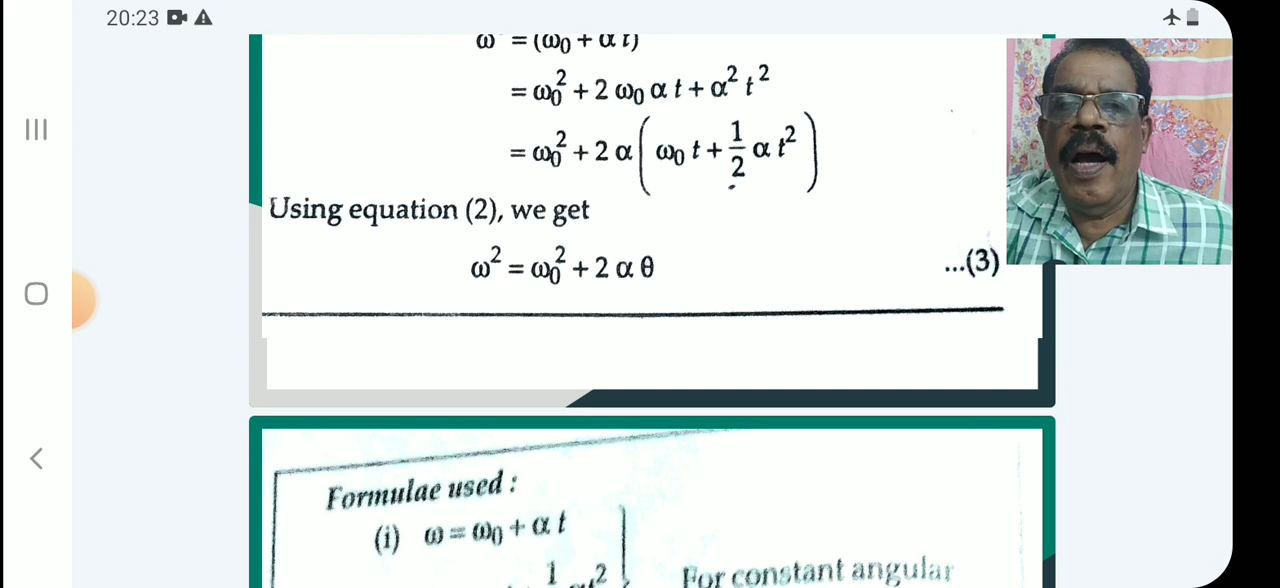 20:23
ω = (ω₀ + α t)
= ω₀² + 2 ω₀ α t + α² t²
= ω₀² + 2 α ( ω₀ t + 1/2 α t² )
Using equation (2), we get
ω² = ω₀² + 2 α θ ...(3)
Formulae used :
(i) ω = ω₀ + α t
For constant angular